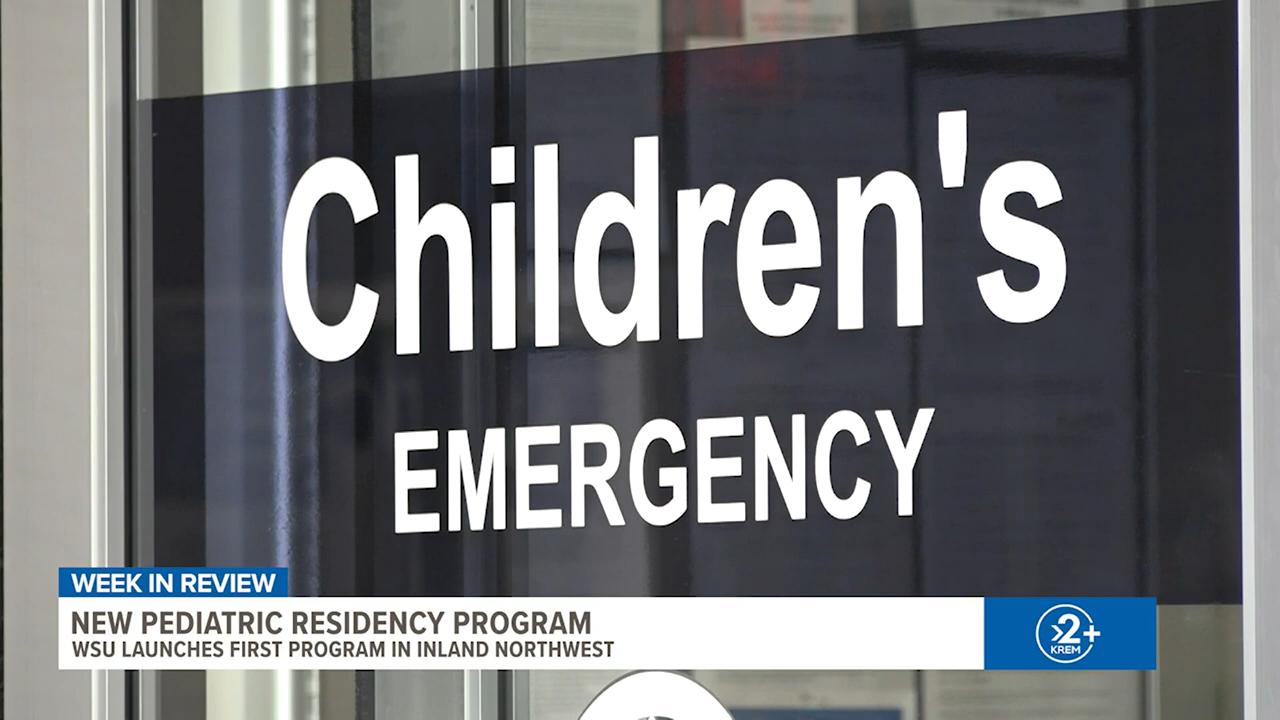 Children's
EMERGENCY
WEEK IN REVIEW
NEW PEDIATRIC RESIDENCY PROGRAM
WSU LAUNCHES FIRST PROGRAM IN INLAND NORTHWEST
2+
KREM